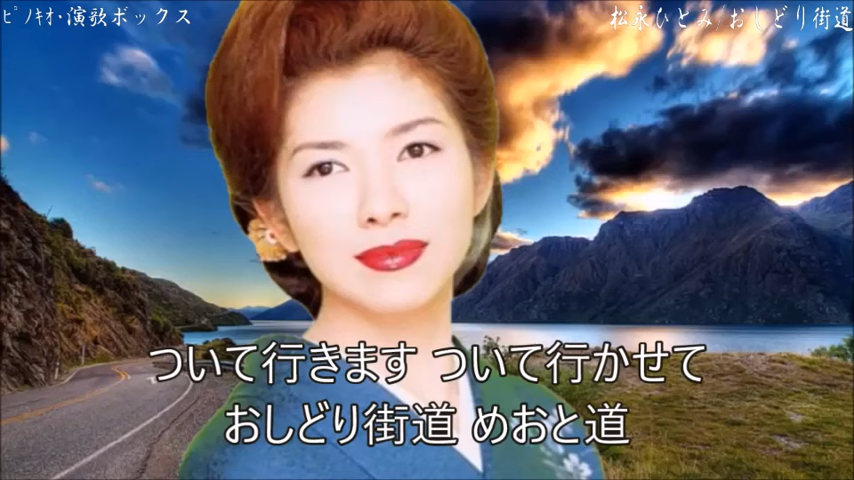 ﾋﾟﾉｷｵ･演歌ボックス
松永ひとみ/おしどり街道
ついて行きます ついて行かせて
おしどり街道 めおと道